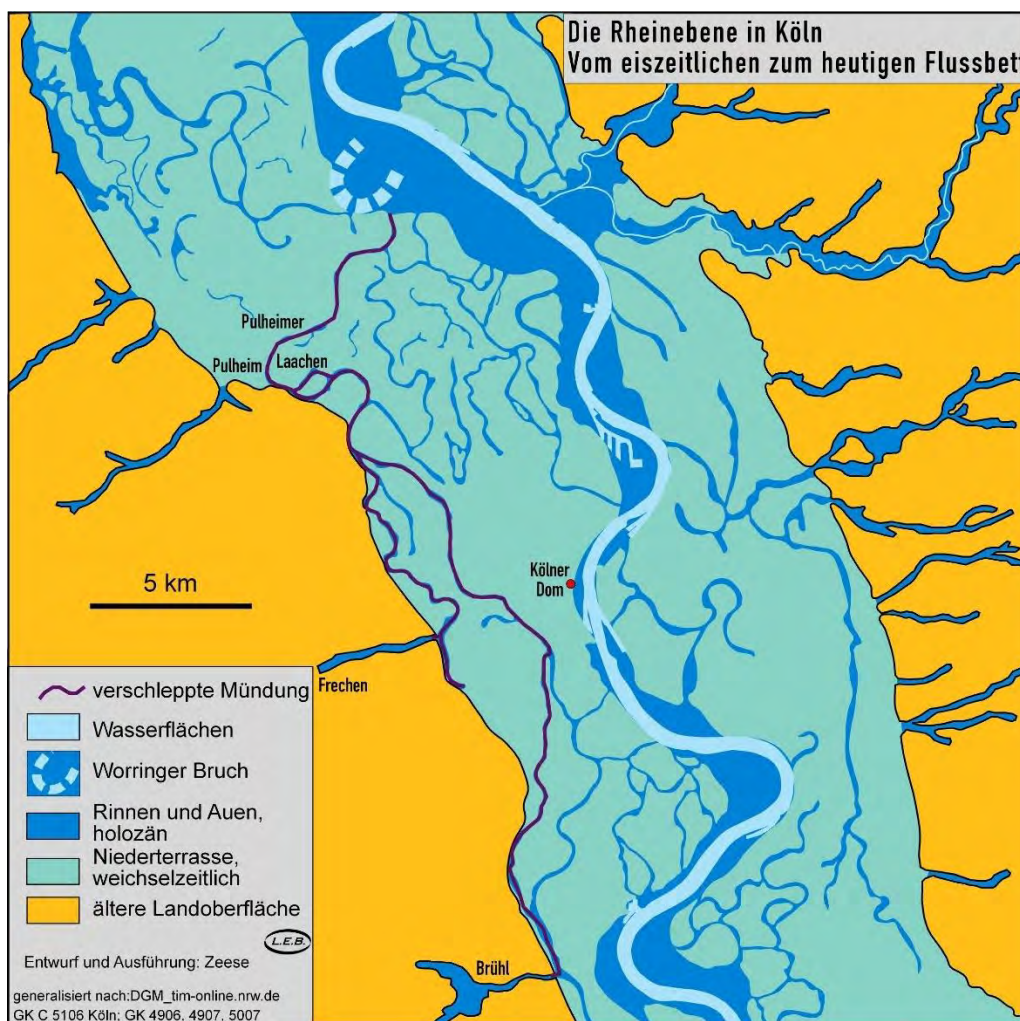 Die Rheinebene in Köln
Vom eiszeitlichen zum heutigen Flussbett
Pulheimer
Pulheim
Laachen
Kölner
Dom
5 km
Frechen
Brühl
verschleppte Mündung
Wasserflächen
Worringer Bruch
Rinnen und Auen,
holozän
Niederterrasse,
weichselzeitlich
ältere Landoberfläche
L.E.B.
Entwurf und Ausführung: Zeese
generalisiert nach:DGM_tim-online.nrw.de
GK C 5106 Köln; GK 4906, 4907, 5007